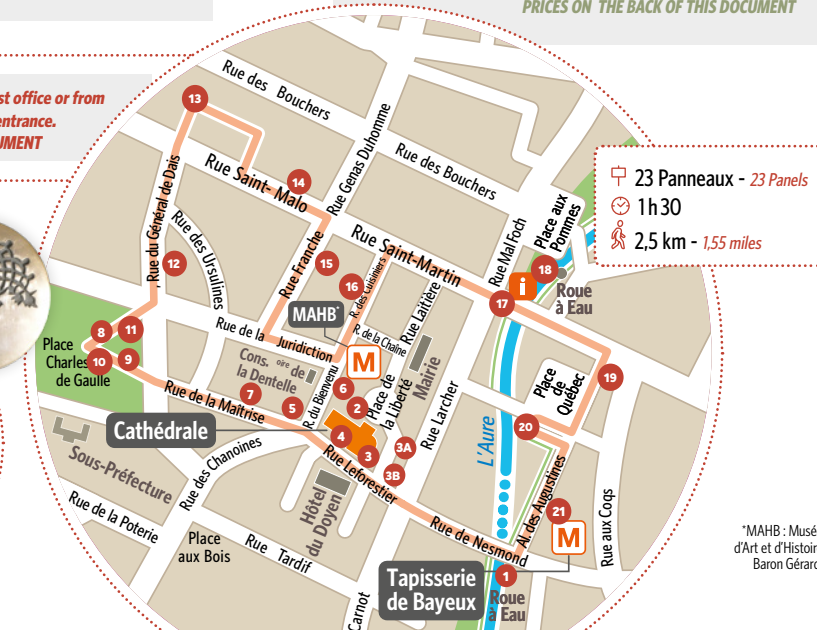 PRICES ON THE BACK OF THIS DOCUMENT
st office or from
entrance.
UMENT
23 Panneaux - 23 Panels
1h30
2,5 km - 1,55 miles
Rue des Bouchers
13
Rue Saint-Malo
14
Rue Genas Duhomme
Rue des Bouchers
Rue du Général de Dais
Rue des Ursulines
12
Rue Franche
15
16
R. des Cuisiniers
Rue Saint-Martin
Rue Mal Foch
Place aux
Pommes
18
i
17
Roue
à Eau
MAHB*
M
R. de la Chaîne
Rue Laitière
Mairie
8
11
10
9
Place
Charles
de Gaulle
Rue de la Juridiction
Cons. oire de
la Dentelle
7
5
R. du Bienvenu
6
2
Place de
la Liberté
Rue de la Maîtrise
Cathédrale
4
3
3A
3B
Rue Larcher
L'Aure
Place
de
Québec
19
20
Sous-Préfecture
Rue des Chanoines
Rue Leforestier
Hôtel
du Doyen
Rue de Nesmond
Al. des Augustines
21
M
Rue aux Coqs
Rue de la Poterie
Place
aux Bois
Rue Tardif
Carnot
Tapisserie
de Bayeux
1
Roue
à Eau
*MAHB : Musé
d'Art et d'Histoir
Baron Gérard